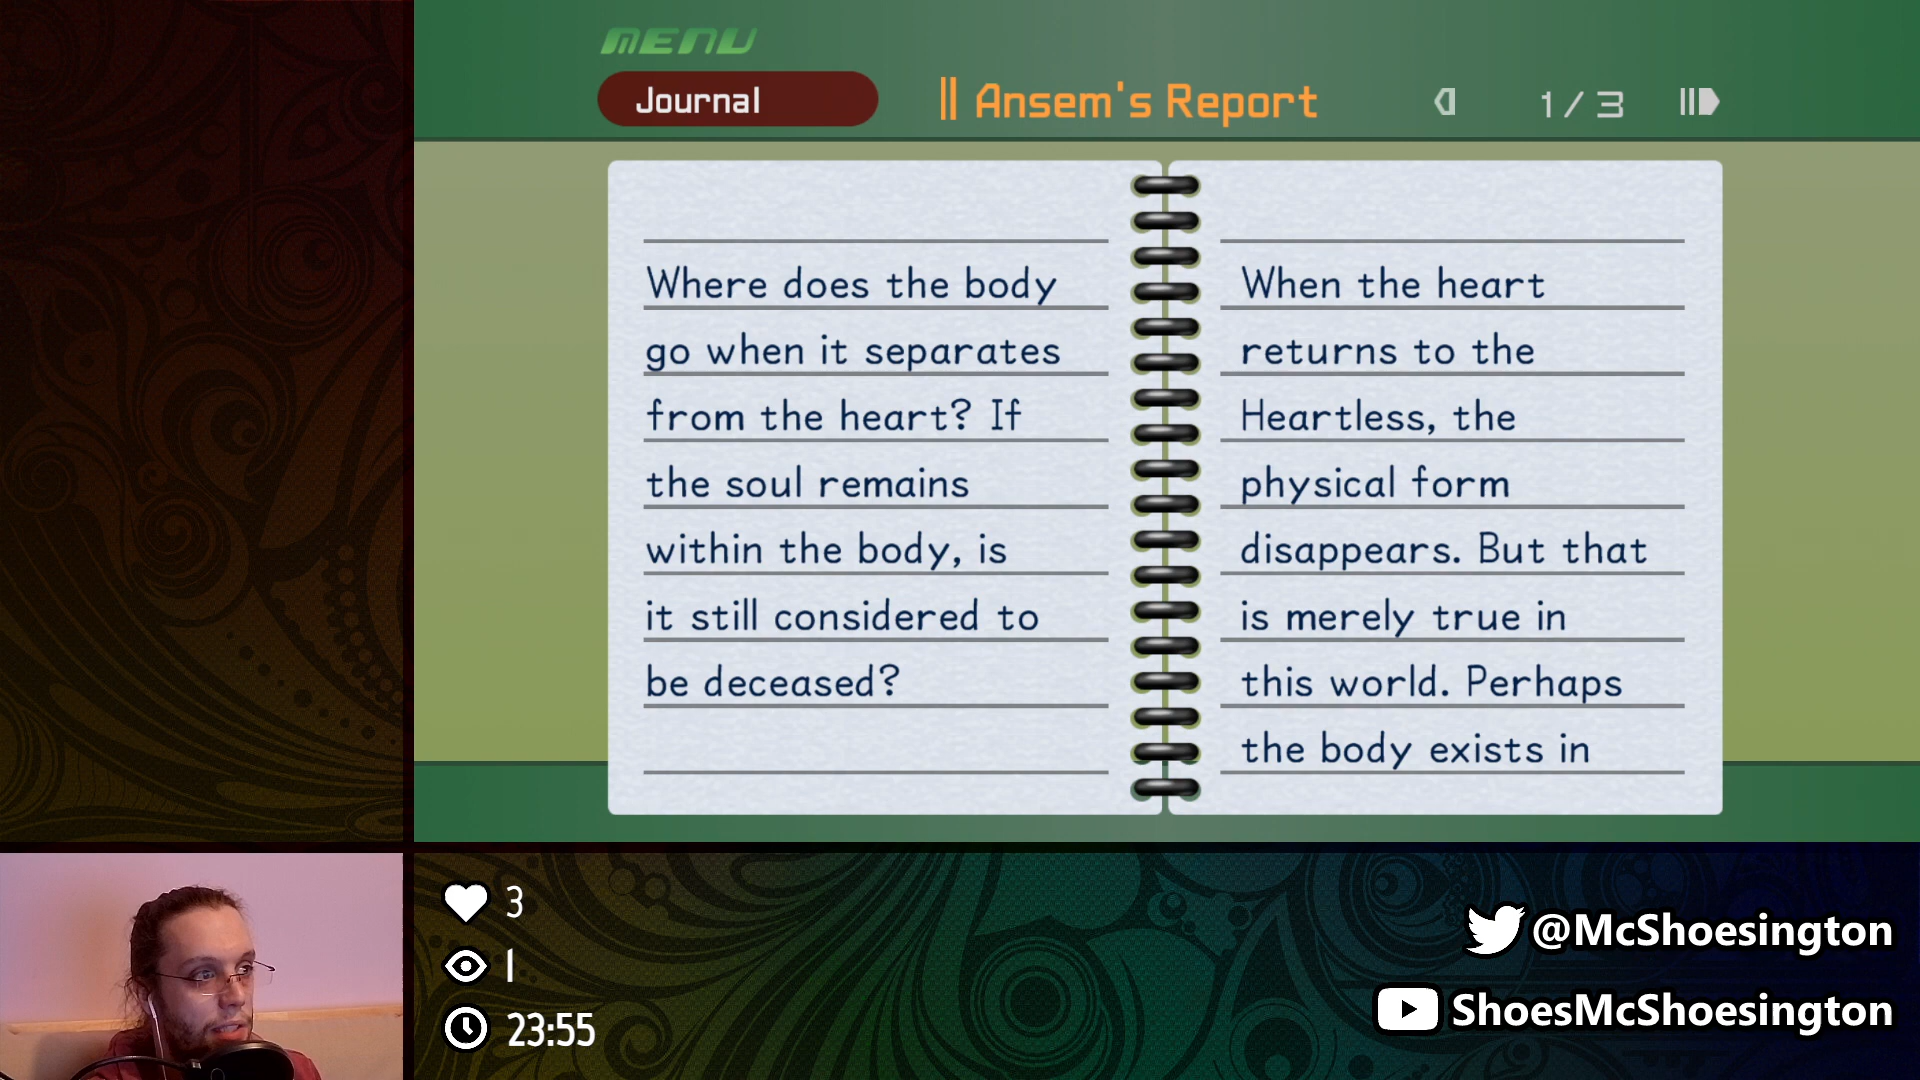 MENU
Journal
Ansem's Report
1/3
Where does the body
go when it separates
from the heart? If
the soul remains
within the body, is
it still considered to
be deceased?
When the heart
returns to the
Heartless, the
physical form
disappears. But that
is merely true in
this world. Perhaps
the body exists in
3
1
23:55
@McShoesington
ShoesMcShoesington